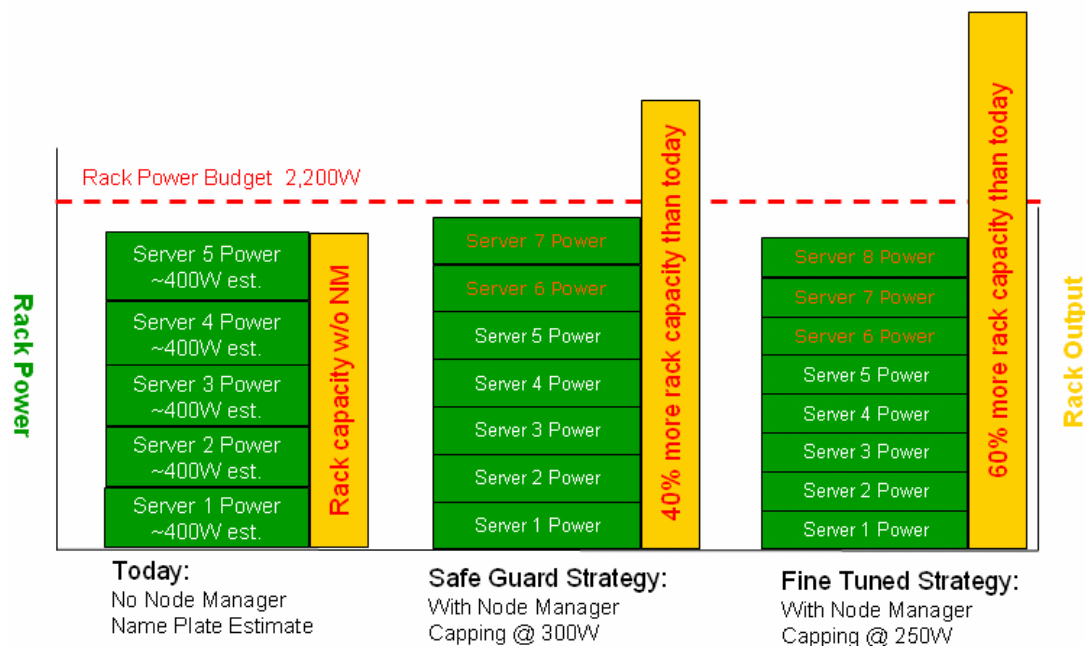 Rack Power Budget 2,200W
Rack Power
Server 5 Power
~400W est.
Server 4 Power
~400W est.
Server 3 Power
~400W est.
Server 2 Power
~400W est.
Server 1 Power
~400W est.
Rack capacity w/o NM
Server 7 Power
Server 6 Power
Server 5 Power
Server 4 Power
Server 3 Power
Server 2 Power
Server 1 Power
40% more rack capacity than today
Server 8 Power
Server 7 Power
Server 6 Power
Server 5 Power
Server 4 Power
Server 3 Power
Server 2 Power
Server 1 Power
60% more rack capacity than today
Rack Output
Today:
No Node Manager
Name Plate Estimate
Safe Guard Strategy:
With Node Manager
Capping @ 300W
Fine Tuned Strategy:
With Node Manager
Capping @ 250W